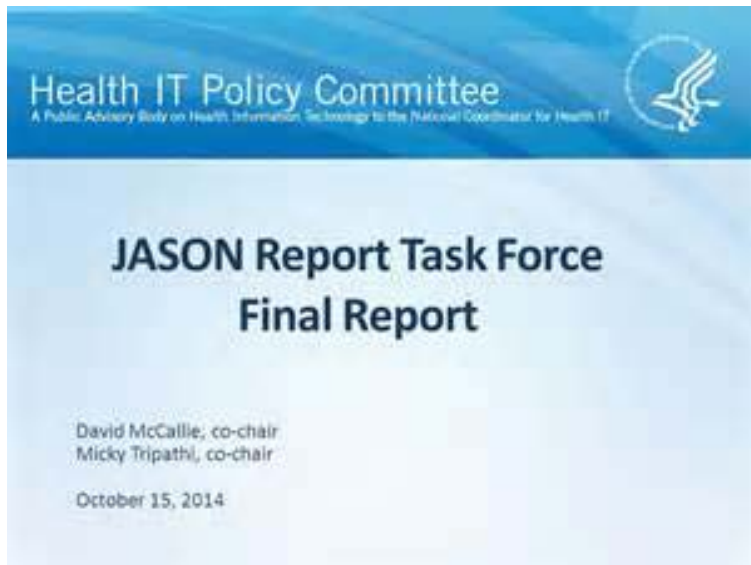 Health IT Policy Committee
A Public Advisory Body on Health Information Technology to the National Coordinator for Health IT
JASON Report Task Force
Final Report
David McCallie, co-chair
Micky Tripathi, co-chair
October 15, 2014